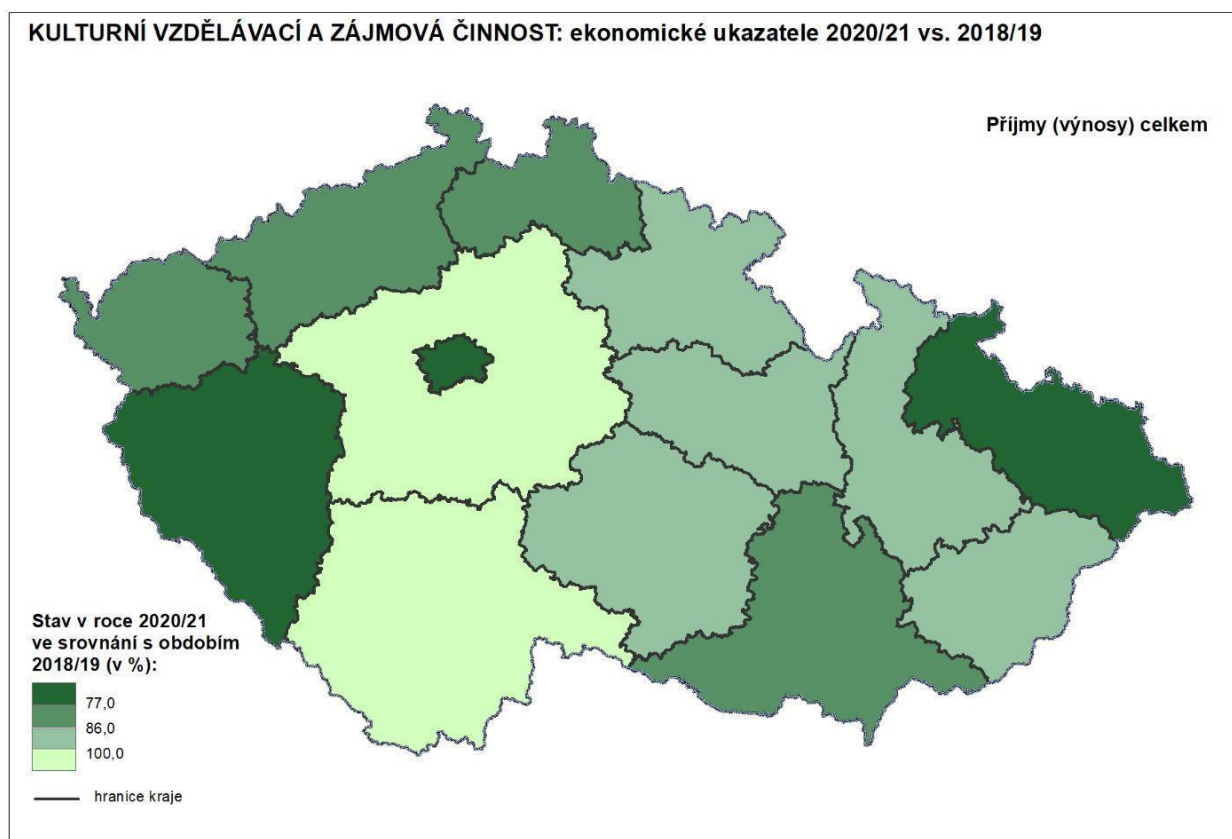 KULTURNÍ VZDĚLÁVACÍ A ZÁJMOVÁ ČINNOST: ekonomické ukazatele 2020/21 vs. 2018/19
Příjmy (výnosy) celkem
Stav v roce 2020/21
ve srovnání s obdobím
2018/19 (v %):
77,0
86,0
100,0
hranice kraje